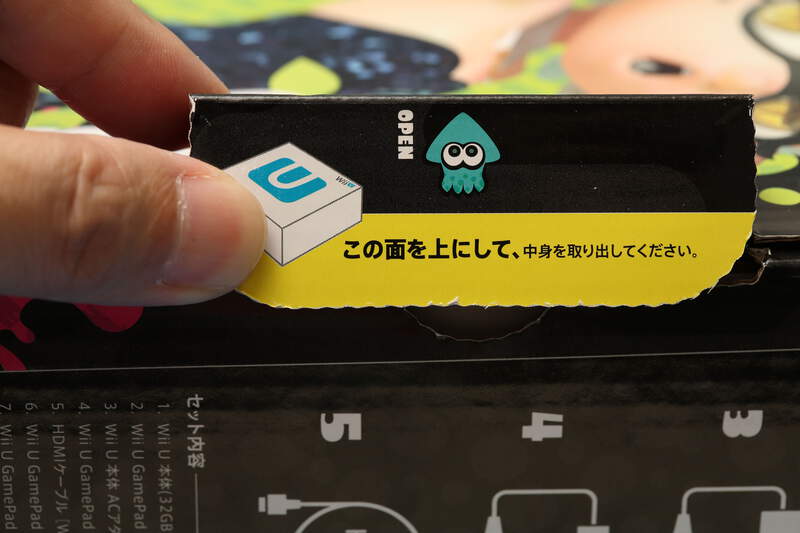 OPEN
U
Wii U
この面を上にして、中身を取り出してください。
セット内容
1. Wii U 本体(32GB
2. Wii U GamePad
3. Wii U 本体 ACアダ
4. Wii U GamePad
5. HDMIケーブル [W
6. Wii U GamePad
7. Wii U GamePad
5
4
3